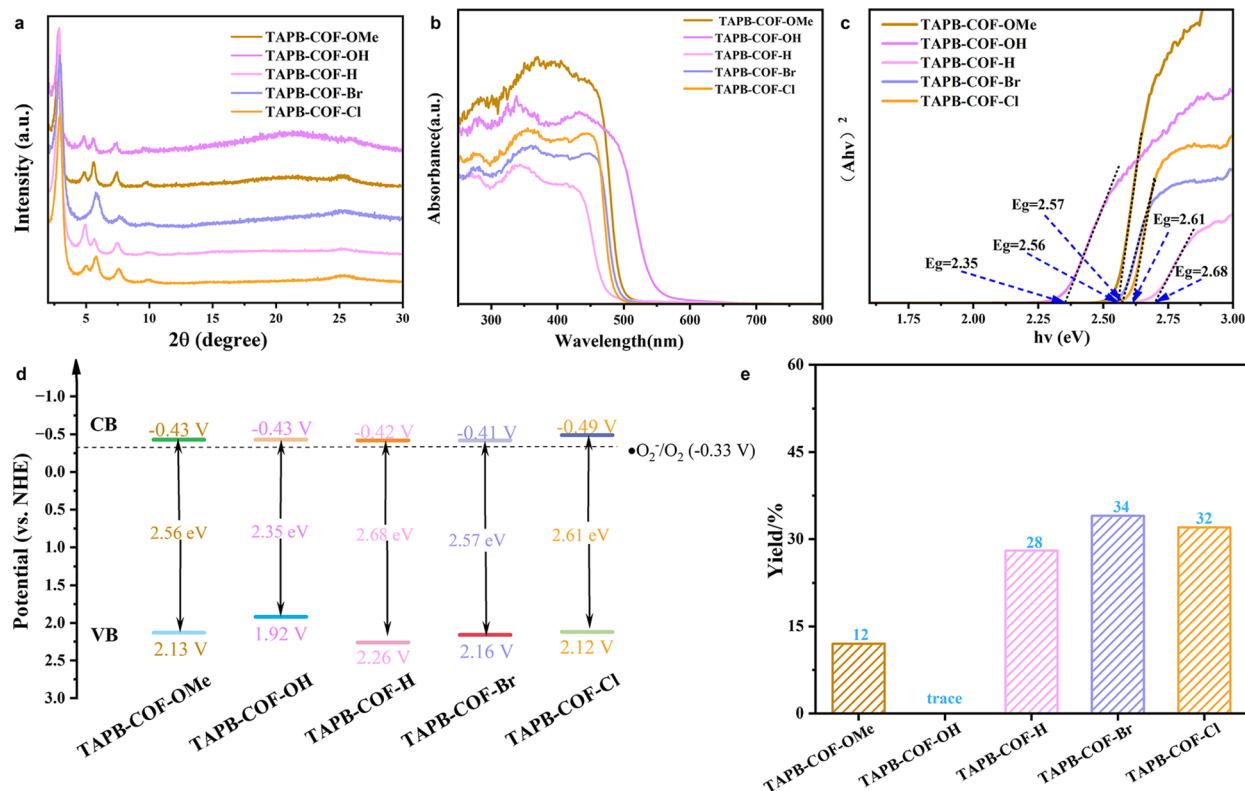 a
TAPB-COF-OMe
TAPB-COF-OH
TAPB-COF-H
TAPB-COF-Br
TAPB-COF-Cl
Intensity (a.u.)
5 10 15 20 25 30
2θ (degree)
b
TAPB-COF-OMe
TAPB-COF-OH
TAPB-COF-H
TAPB-COF-Br
TAPB-COF-Cl
Absorbance(a.u.)
300 400 500 600 700 800
Wavelength(nm)
c
TAPB-COF-OMe
TAPB-COF-OH
TAPB-COF-H
TAPB-COF-Br
TAPB-COF-Cl
(Ahν)²
Eg=2.57
Eg=2.61
Eg=2.56
Eg=2.35
Eg=2.68
1.75 2.00 2.25 2.50 2.75 3.00
hν (eV)
d
Potential (vs. NHE)
−1.0
−0.5
0.0
0.5
1.0
1.5
2.0
2.5
3.0
CB
-0.43 V -0.43 V -0.42 V -0.41 V -0.49 V
•O₂⁻/O₂ (-0.33 V)
2.56 eV 2.35 eV 2.68 eV 2.57 eV 2.61 eV
VB
2.13 V 1.92 V 2.26 V 2.16 V 2.12 V
TAPB-COF-OMe
TAPB-COF-OH
TAPB-COF-H
TAPB-COF-Br
TAPB-COF-Cl
e
Yield/%
60
45
30
15
0
12
trace
28
34
32
TAPB-COF-OMe
TAPB-COF-OH
TAPB-COF-H
TAPB-COF-Br
TAPB-COF-Cl